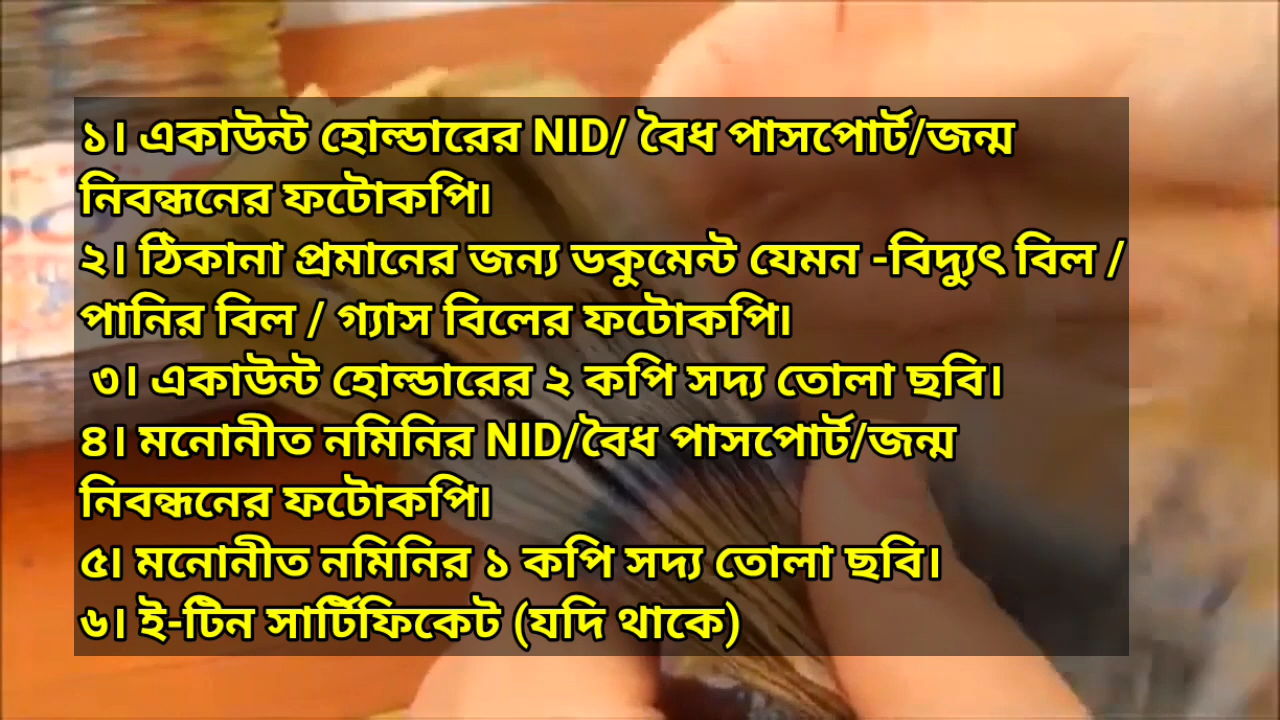 ১। একাউন্ট হোল্ডারের NID/ বৈধ পাসপোর্ট/জন্ম
নিবন্ধনের ফটোকপি।
২। ঠিকানা প্রমানের জন্য ডকুমেন্ট যেমন -বিদ্যুৎ বিল /
পানির বিল / গ্যাস বিলের ফটোকপি।
৩। একাউন্ট হোল্ডারের ২ কপি সদ্য তোলা ছবি।
৪। মনোনীত নমিনির NID/বৈধ পাসপোর্ট/জন্ম
নিবন্ধনের ফটোকপি।
৫। মনোনীত নমিনির ১ কপি সদ্য তোলা ছবি।
৬। ই-টিন সার্টিফিকেট (যদি থাকে)